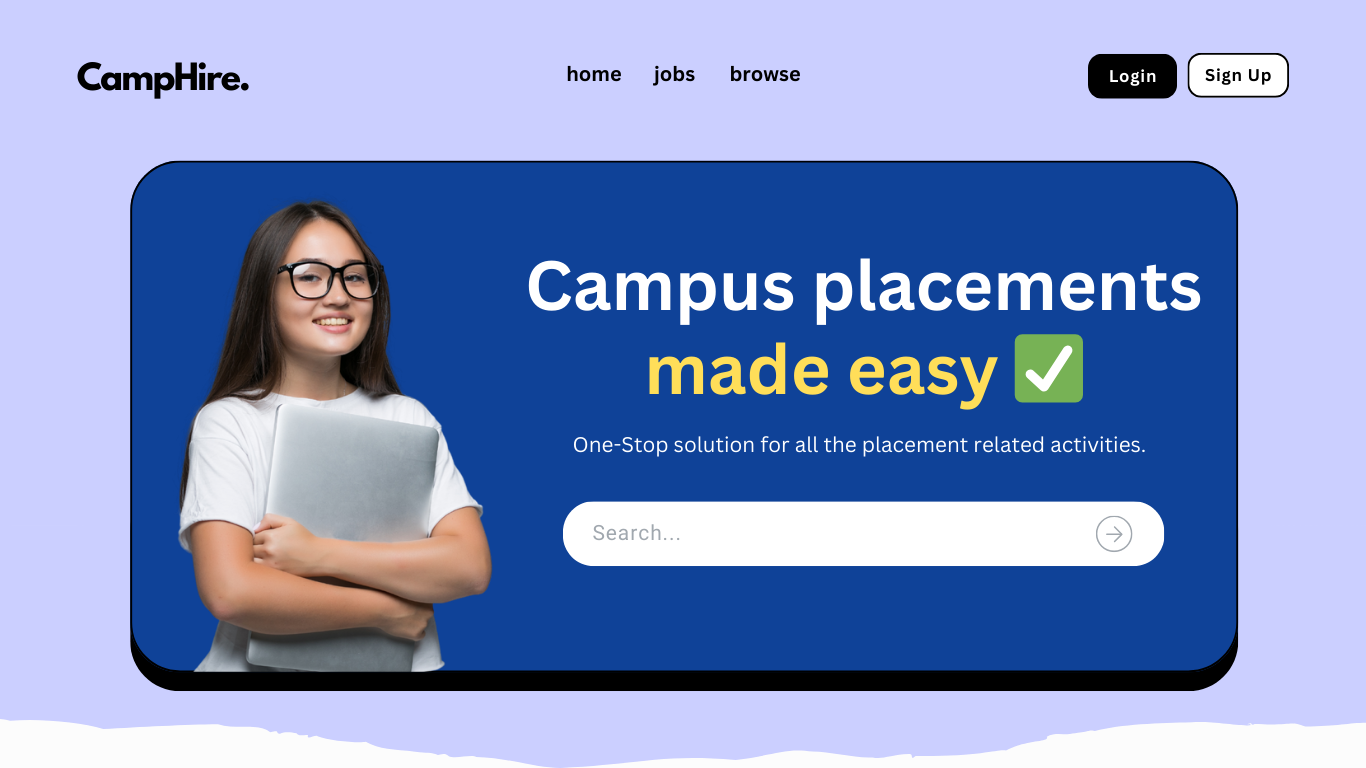 CampHire.
home jobs browse
Login Sign Up
Campus placements
made easy ✅
One-Stop solution for all the placement related activities.
Search...